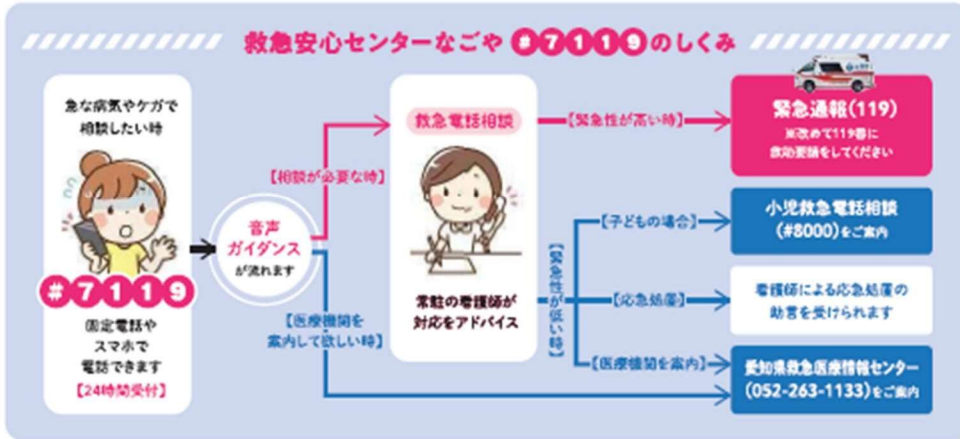 救急安心センターなごや #7119のしくみ
急な病気やケガで
相談したい時
#7119
固定電話や
スマホで
電話できます
【24時間受付】
音声
ガイダンス
が流れます
【相談が必要な時】
【医療機関を
案内して欲しい時】
救急電話相談
常駐の看護師が
対応をアドバイス
【緊急性が高い時】
緊急通報(119)
※改めて119番に
救助要請をしてください
【緊急性が低い時】
【子どもの場合】
小児救急電話相談
(#8000)をご案内
【応急処置】
看護師による応急処置の
助言を受けられます
【医療機関を案内】
愛知県救急医療情報センター
(052-263-1133)をご案内